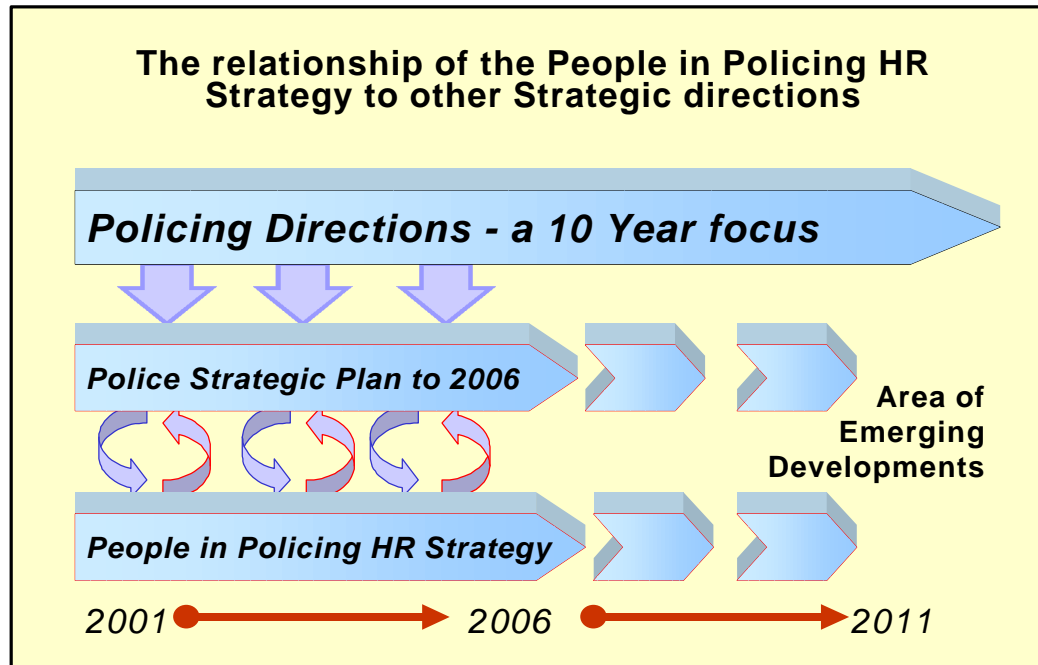 The relationship of the People in Policing HR
Strategy to other Strategic directions
Policing Directions - a 10 Year focus
Police Strategic Plan to 2006
Area of
Emerging
Developments
People in Policing HR Strategy
2001 2006 2011